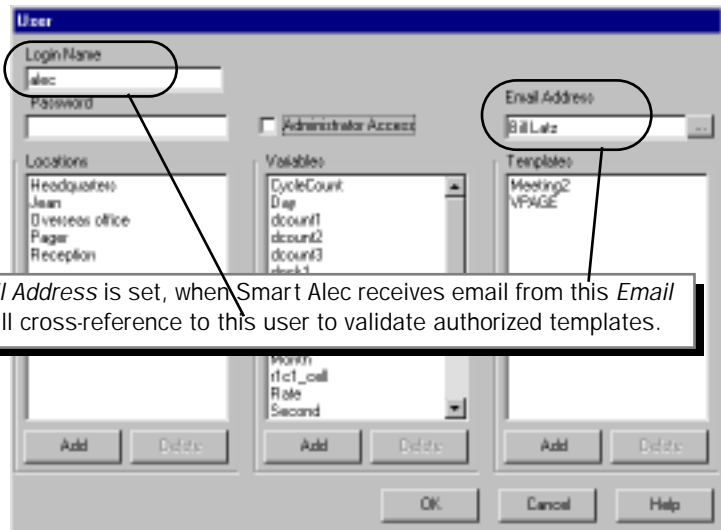 User
Login Name
alec
Password
Administrator Access
Email Address
Bill Latz
...
Locations
Headquarters
Jean
Overseas office
Pager
Reception
Variables
CycleCount
Day
dcount1
dcount2
dcount3
Templates
Meeting2
VPAGE
il Address is set, when Smart Alec receives email from this Email
ll cross-reference to this user to validate authorized templates.
Month
r1c1_cell
Rate
Second
Add
Delete
Add
Delete
Add
Delete
OK
Cancel
Help